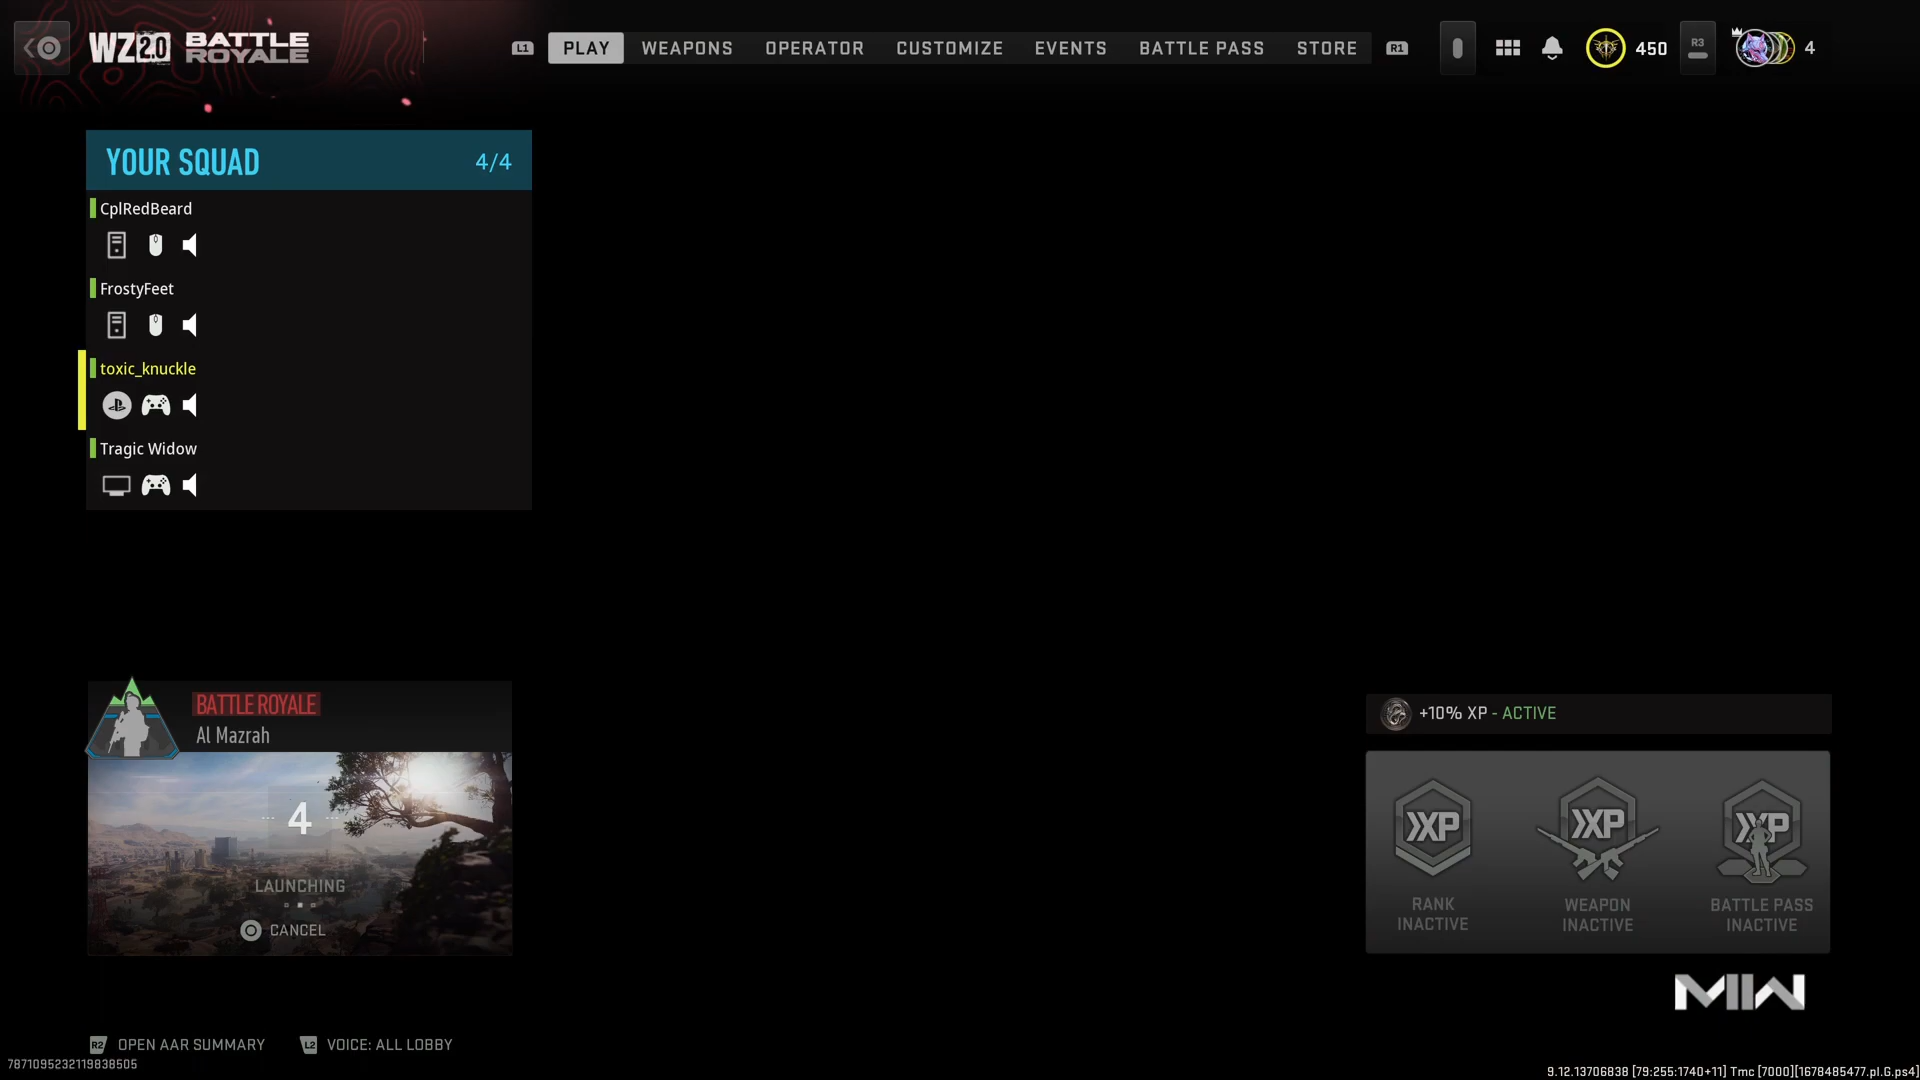 WZ2.0 BATTLE ROYALE
L1 PLAY WEAPONS OPERATOR CUSTOMIZE EVENTS BATTLE PASS STORE R1
450
R3
4
YOUR SQUAD 4/4
CplRedBeard
FrostyFeet
toxic_knuckle
Tragic Widow
BATTLE ROYALE
Al Mazrah
4
LAUNCHING
CANCEL
+10% XP - ACTIVE
XP XP XP
RANK INACTIVE
WEAPON INACTIVE
BATTLE PASS INACTIVE
MW
R2 OPEN AAR SUMMARY L2 VOICE: ALL LOBBY
7871095232119838505
9.12.13706838 [79:255:1740+11] Tmc [7000][1678485477.pl.G.ps4]